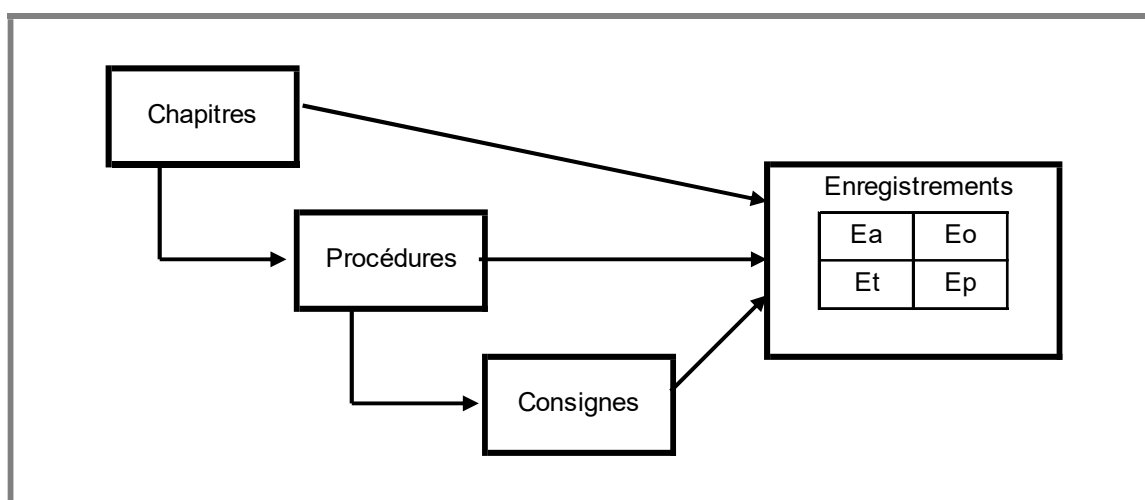 Chapitres
Enregistrements
Ea Eo
Procédures
Et Ep
Consignes